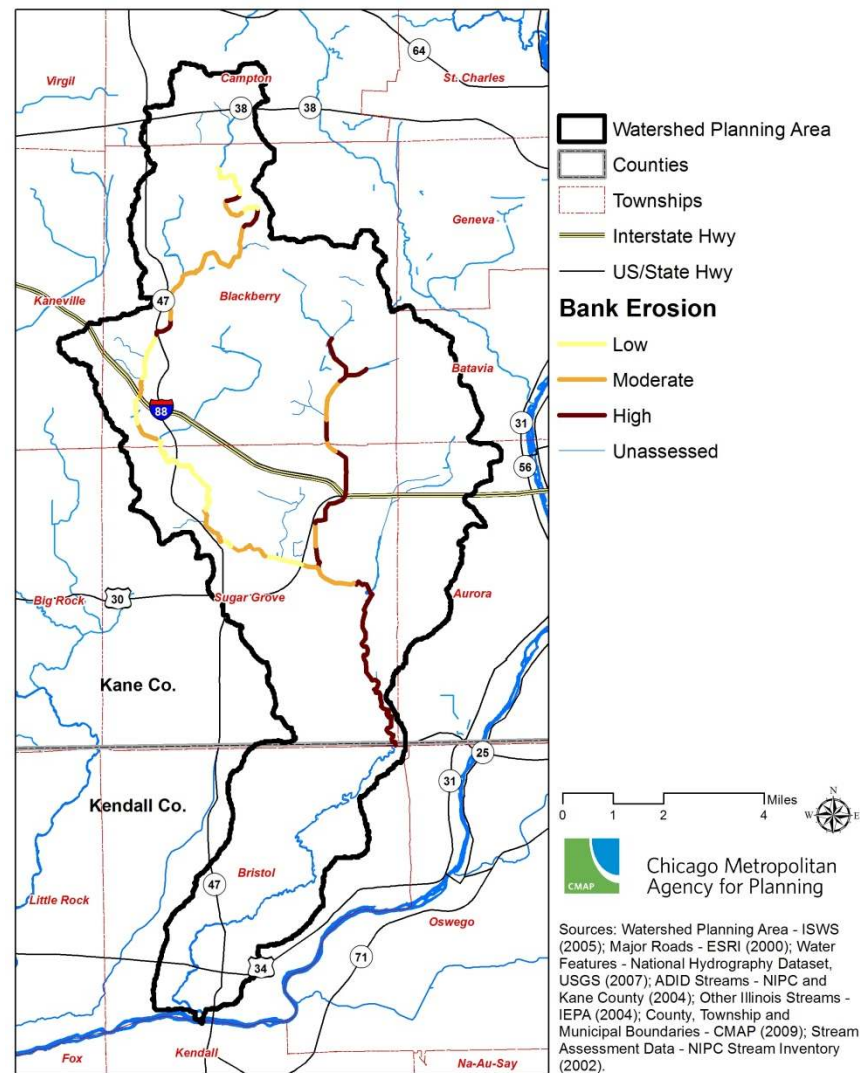 64
Virgil
Campton
St. Charles
38
38
Geneva
Kaneville
47
Blackberry
Batavia
88
31
56
Big Rock
30
Sugar Grove
Aurora
Kane Co.
25
31
Kendall Co.
Bristol
47
Little Rock
Oswego
34
71
Fox
Kendall
Na-Au-Say
Watershed Planning Area
Counties
Townships
Interstate Hwy
US/State Hwy
Bank Erosion
Low
Moderate
High
Unassessed
0 1 2 4 Miles
N
W E
S
CMAP
Chicago Metropolitan
Agency for Planning
Sources: Watershed Planning Area - ISWS
(2005); Major Roads - ESRI (2000); Water
Features - National Hydrography Dataset,
USGS (2007); ADID Streams - NIPC and
Kane County (2004); Other Illinois Streams -
IEPA (2004); County, Township and
Municipal Boundaries - CMAP (2009); Stream
Assessment Data - NIPC Stream Inventory
(2002).